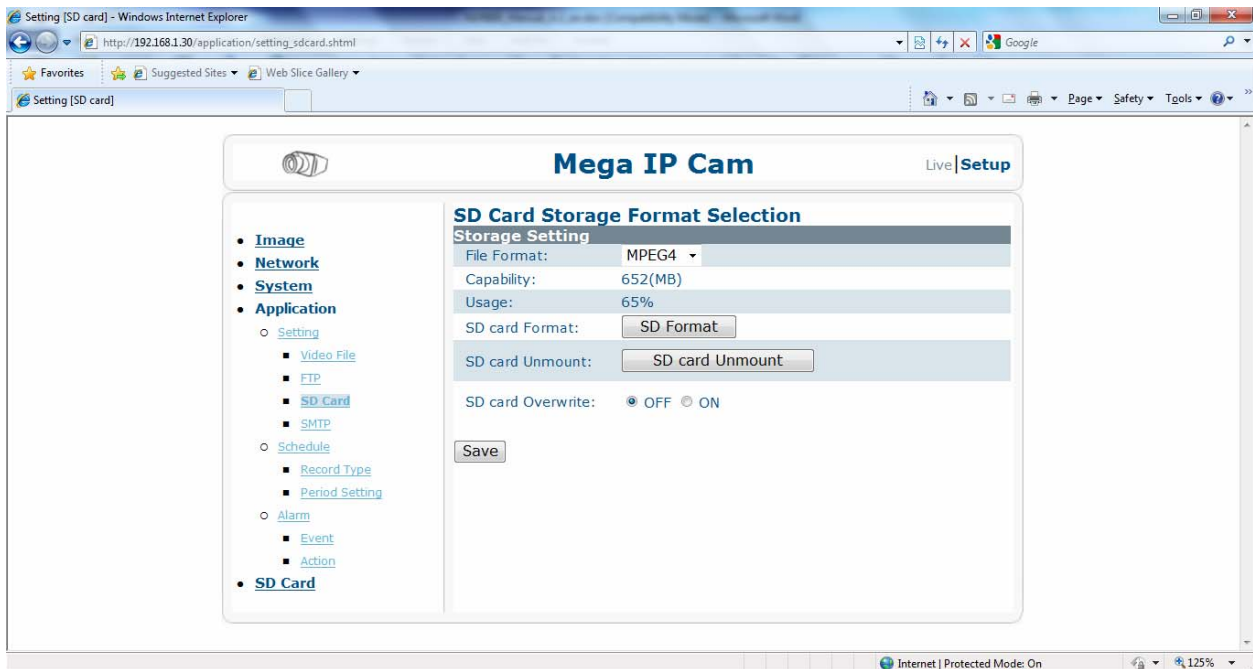 Setting [SD card] - Windows Internet Explorer
http://192.168.1.30/application/setting_sdcard.shtml
Google
Favorites
Suggested Sites
Web Slice Gallery
Setting [SD card]
Page
Safety
Tools
»
Mega IP Cam
Live|Setup
Image
Network
System
Application
Setting
Video File
FTP
SD Card
SMTP
Schedule
Record Type
Period Setting
Alarm
Event
Action
SD Card
SD Card Storage Format Selection
Storage Setting
File Format: MPEG4
Capability: 652(MB)
Usage: 65%
SD card Format: SD Format
SD card Unmount: SD card Unmount
SD card Overwrite: OFF ON
Save
Internet | Protected Mode: On
125%